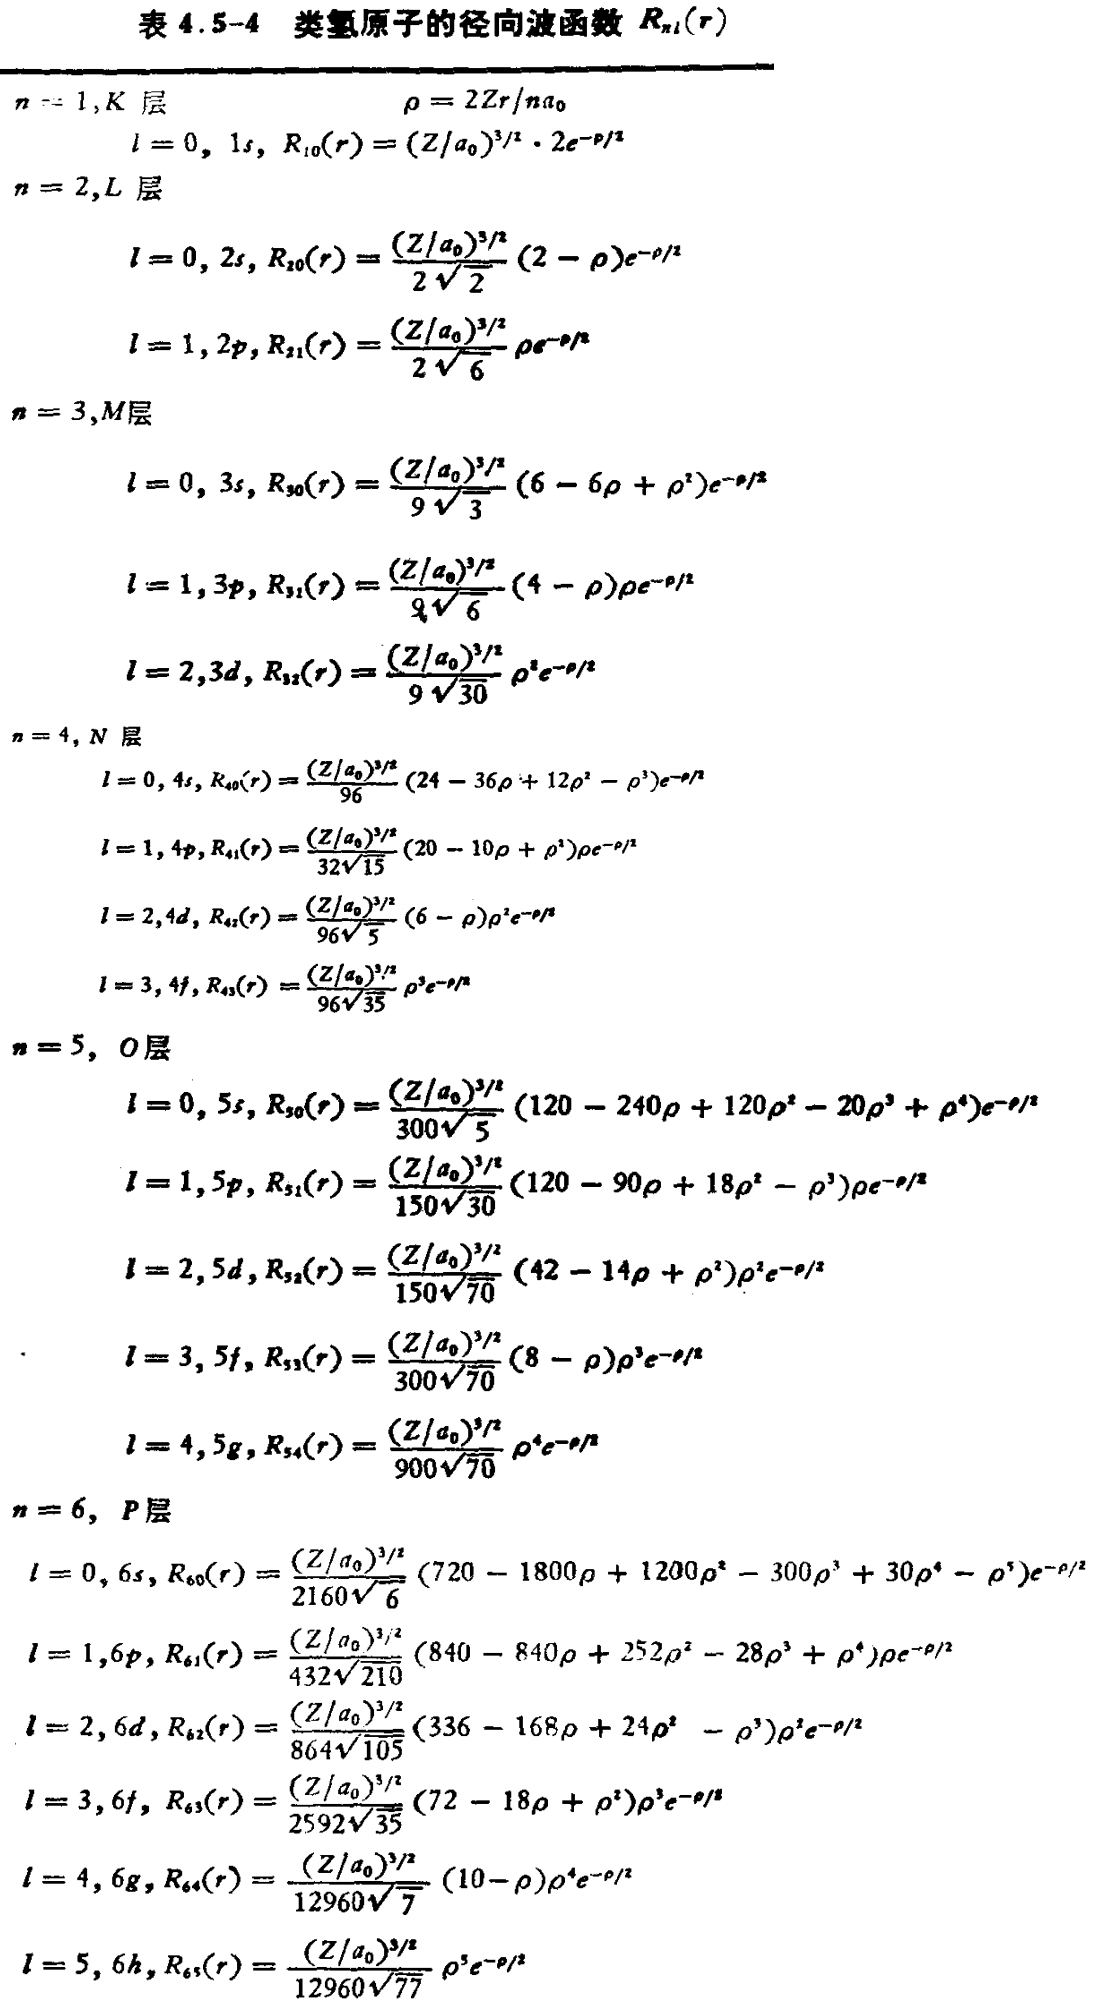 表 4.5-4 类氢原子的径向波函数 Rₙₗ(r)
n = 1,K 层 ρ = 2Zr/na₀
l = 0, 1s, R₁₀(r) = (Z/a₀)³/² · 2e^(−ρ/2)
n = 2,L 层
l = 0, 2s, R₂₀(r) = (Z/a₀)³/² / 2√2 (2 − ρ)e^(−ρ/2)
l = 1, 2p, R₂₁(r) = (Z/a₀)³/² / 2√6 ρe^(−ρ/2)
n = 3,M层
l = 0, 3s, R₃₀(r) = (Z/a₀)³/² / 9√3 (6 − 6ρ + ρ²)e^(−ρ/2)
l = 1, 3p, R₃₁(r) = (Z/a₀)³/² / 9√6 (4 − ρ)ρe^(−ρ/2)
l = 2,3d, R₃₂(r) = (Z/a₀)³/² / 9√30 ρ²e^(−ρ/2)
n = 4, N 层
l = 0, 4s, R₄₀(r) = (Z/a₀)³/² / 96 (24 − 36ρ + 12ρ² − ρ³)e^(−ρ/2)
l = 1, 4p, R₄₁(r) = (Z/a₀)³/² / 32√15 (20 − 10ρ + ρ²)ρe^(−ρ/2)
l = 2,4d, R₄₂(r) = (Z/a₀)³/² / 96√5 (6 − ρ)ρ²e^(−ρ/2)
l = 3, 4f, R₄₃(r) = (Z/a₀)³/² / 96√35 ρ³e^(−ρ/2)
n = 5, O层
l = 0, 5s, R₅₀(r) = (Z/a₀)³/² / 300√5 (120 − 240ρ + 120ρ² − 20ρ³ + ρ⁴)e^(−ρ/2)
l = 1, 5p, R₅₁(r) = (Z/a₀)³/² / 150√30 (120 − 90ρ + 18ρ² − ρ³)ρe^(−ρ/2)
l = 2, 5d, R₅₂(r) = (Z/a₀)³/² / 150√70 (42 − 14ρ + ρ²)ρ²e^(−ρ/2)
l = 3, 5f, R₅₃(r) = (Z/a₀)³/² / 300√70 (8 − ρ)ρ³e^(−ρ/2)
l = 4, 5g, R₅₄(r) = (Z/a₀)³/² / 900√70 ρ⁴e^(−ρ/2)
n = 6, P层
l = 0, 6s, R₆₀(r) = (Z/a₀)³/² / 2160√6 (720 − 1800ρ + 1200ρ² − 300ρ³ + 30ρ⁴ − ρ⁵)e^(−ρ/2)
l = 1,6p, R₆₁(r) = (Z/a₀)³/² / 432√210 (840 − 840ρ + 252ρ² − 28ρ³ + ρ⁴)ρe^(−ρ/2)
l = 2, 6d, R₆₂(r) = (Z/a₀)³/² / 864√105 (336 − 168ρ + 24ρ² − ρ³)ρ²e^(−ρ/2)
l = 3, 6f, R₆₃(r) = (Z/a₀)³/² / 2592√35 (72 − 18ρ + ρ²)ρ³e^(−ρ/2)
l = 4, 6g, R₆₄(r) = (Z/a₀)³/² / 12960√7 (10−ρ)ρ⁴e^(−ρ/2)
l = 5, 6h, R₆₅(r) = (Z/a₀)³/² / 12960√77 ρ⁵e^(−ρ/2)